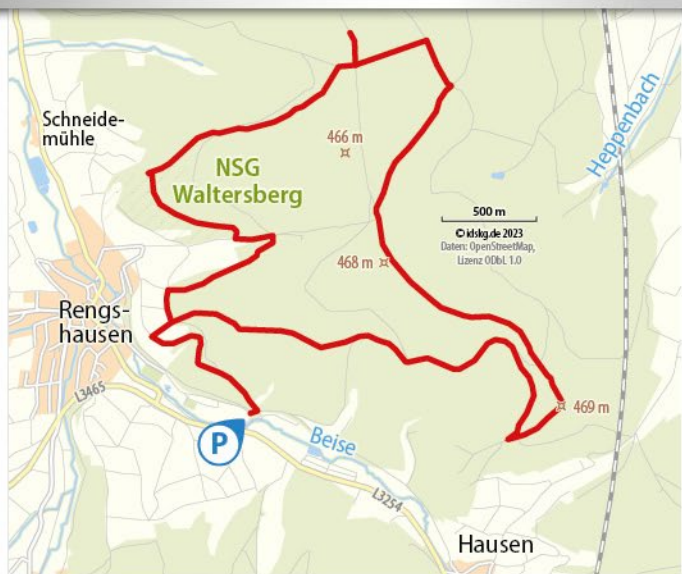 Schneide-
mühle
466 m
NSG
Waltersberg
Heppenbach
500 m
© idskg.de 2023
Daten: OpenStreetMap,
Lizenz ODbL 1.0
468 m
Rengs-
hausen
L3465
469 m
P
Beise
L3254
Hausen